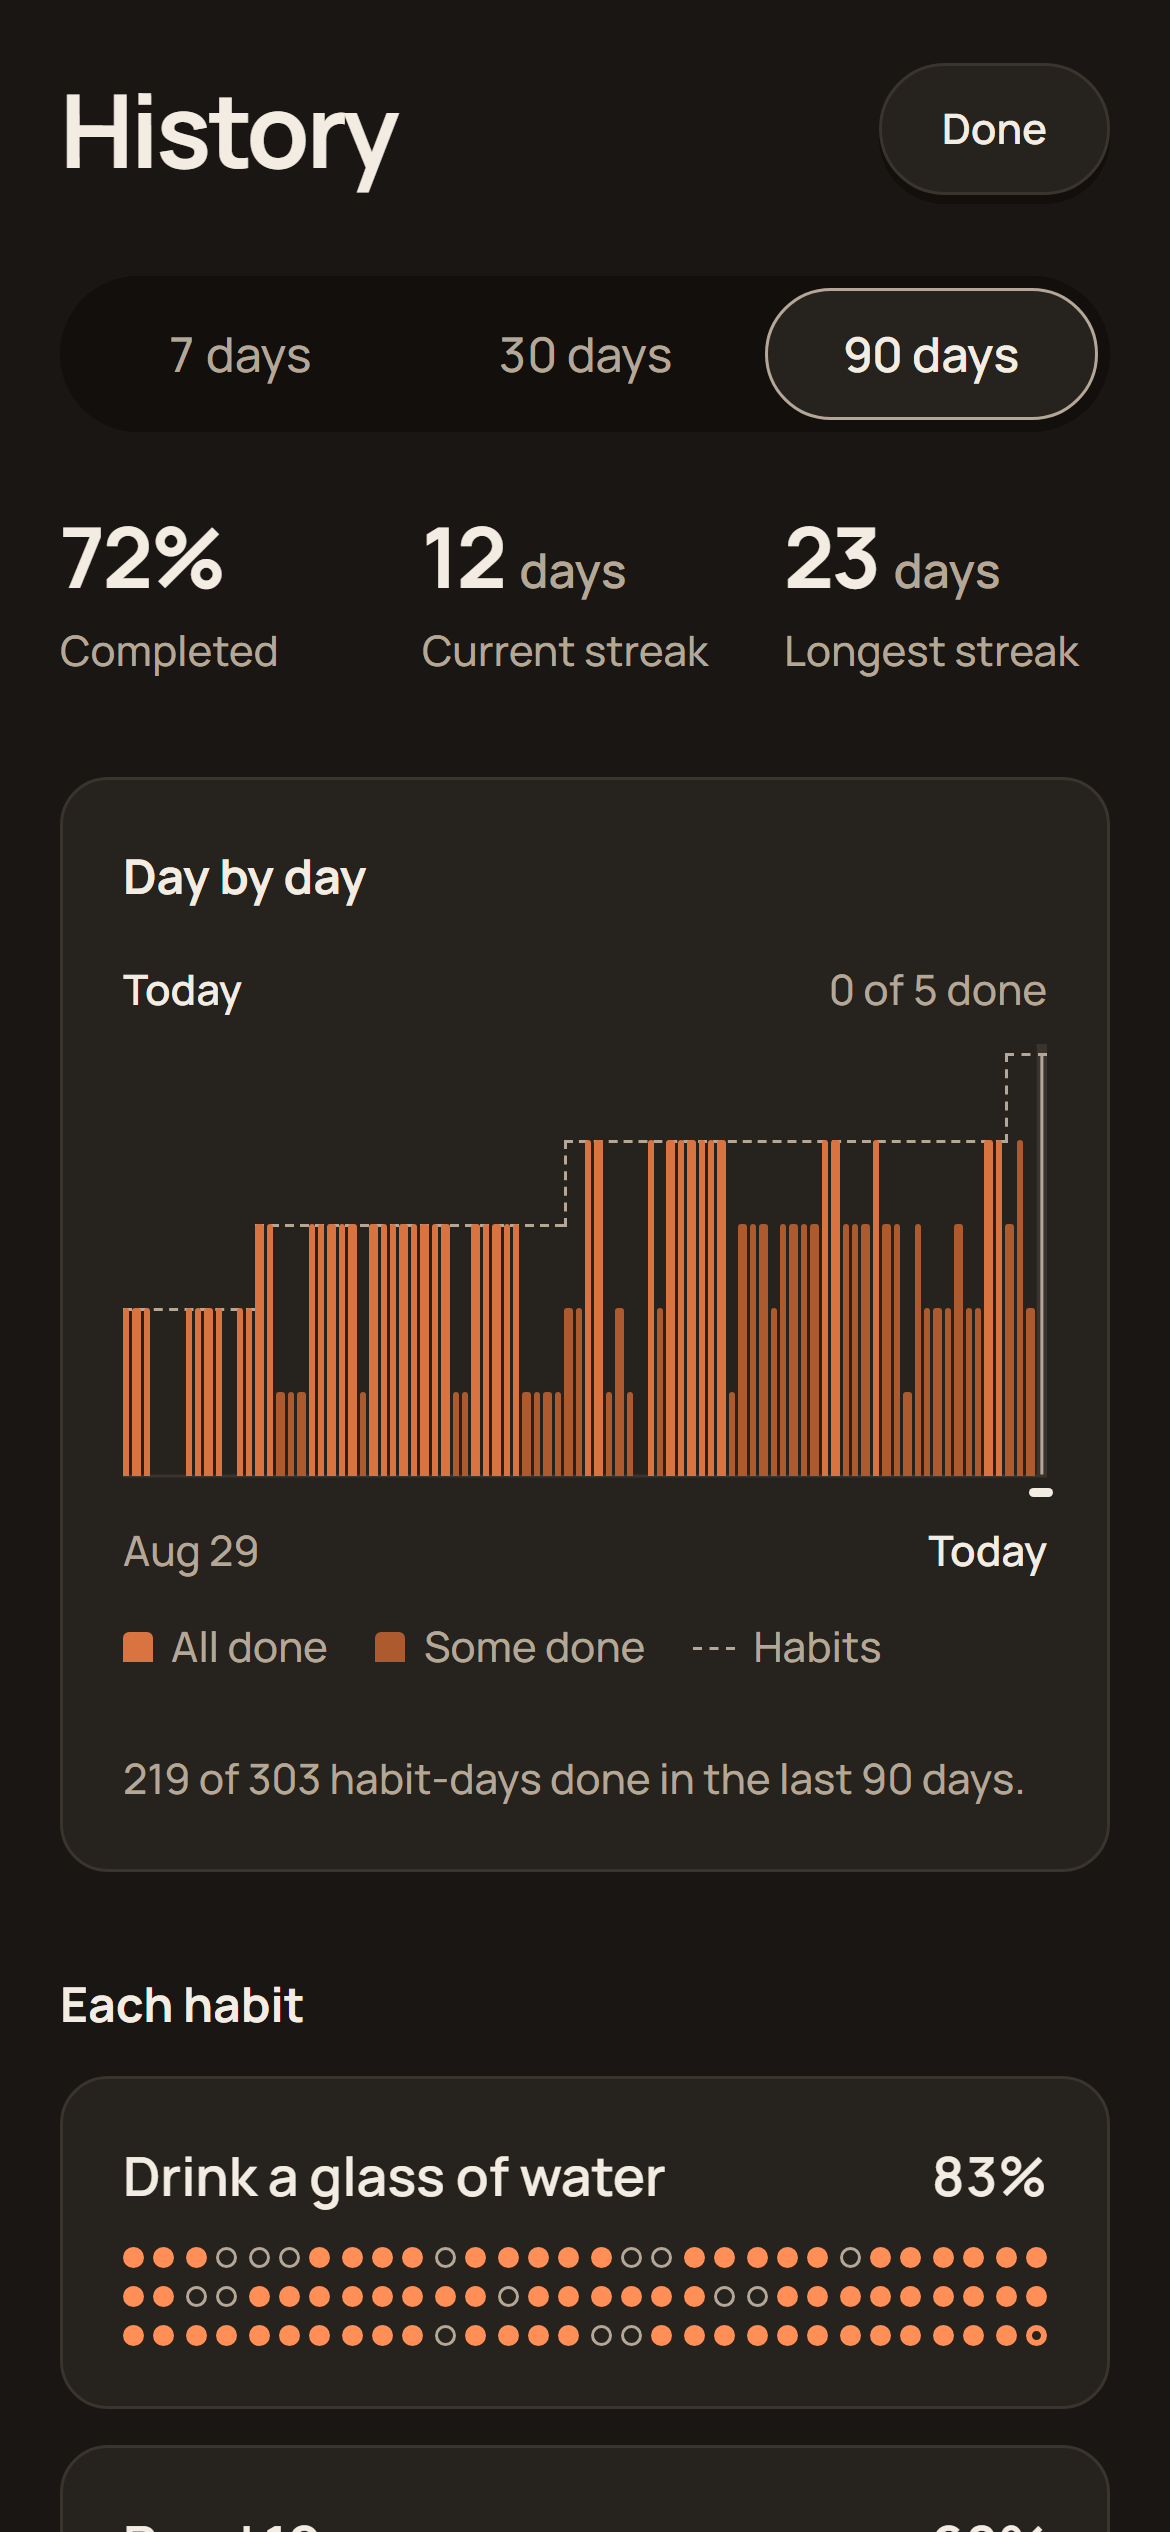 History
Done
7 days
30 days
90 days
72%
12 days
23 days
Completed
Current streak
Longest streak
Day by day
Today
0 of 5 done
Aug 29
Today
All done
Some done
Habits
219 of 303 habit-days done in the last 90 days.
Each habit
Drink a glass of water
83%